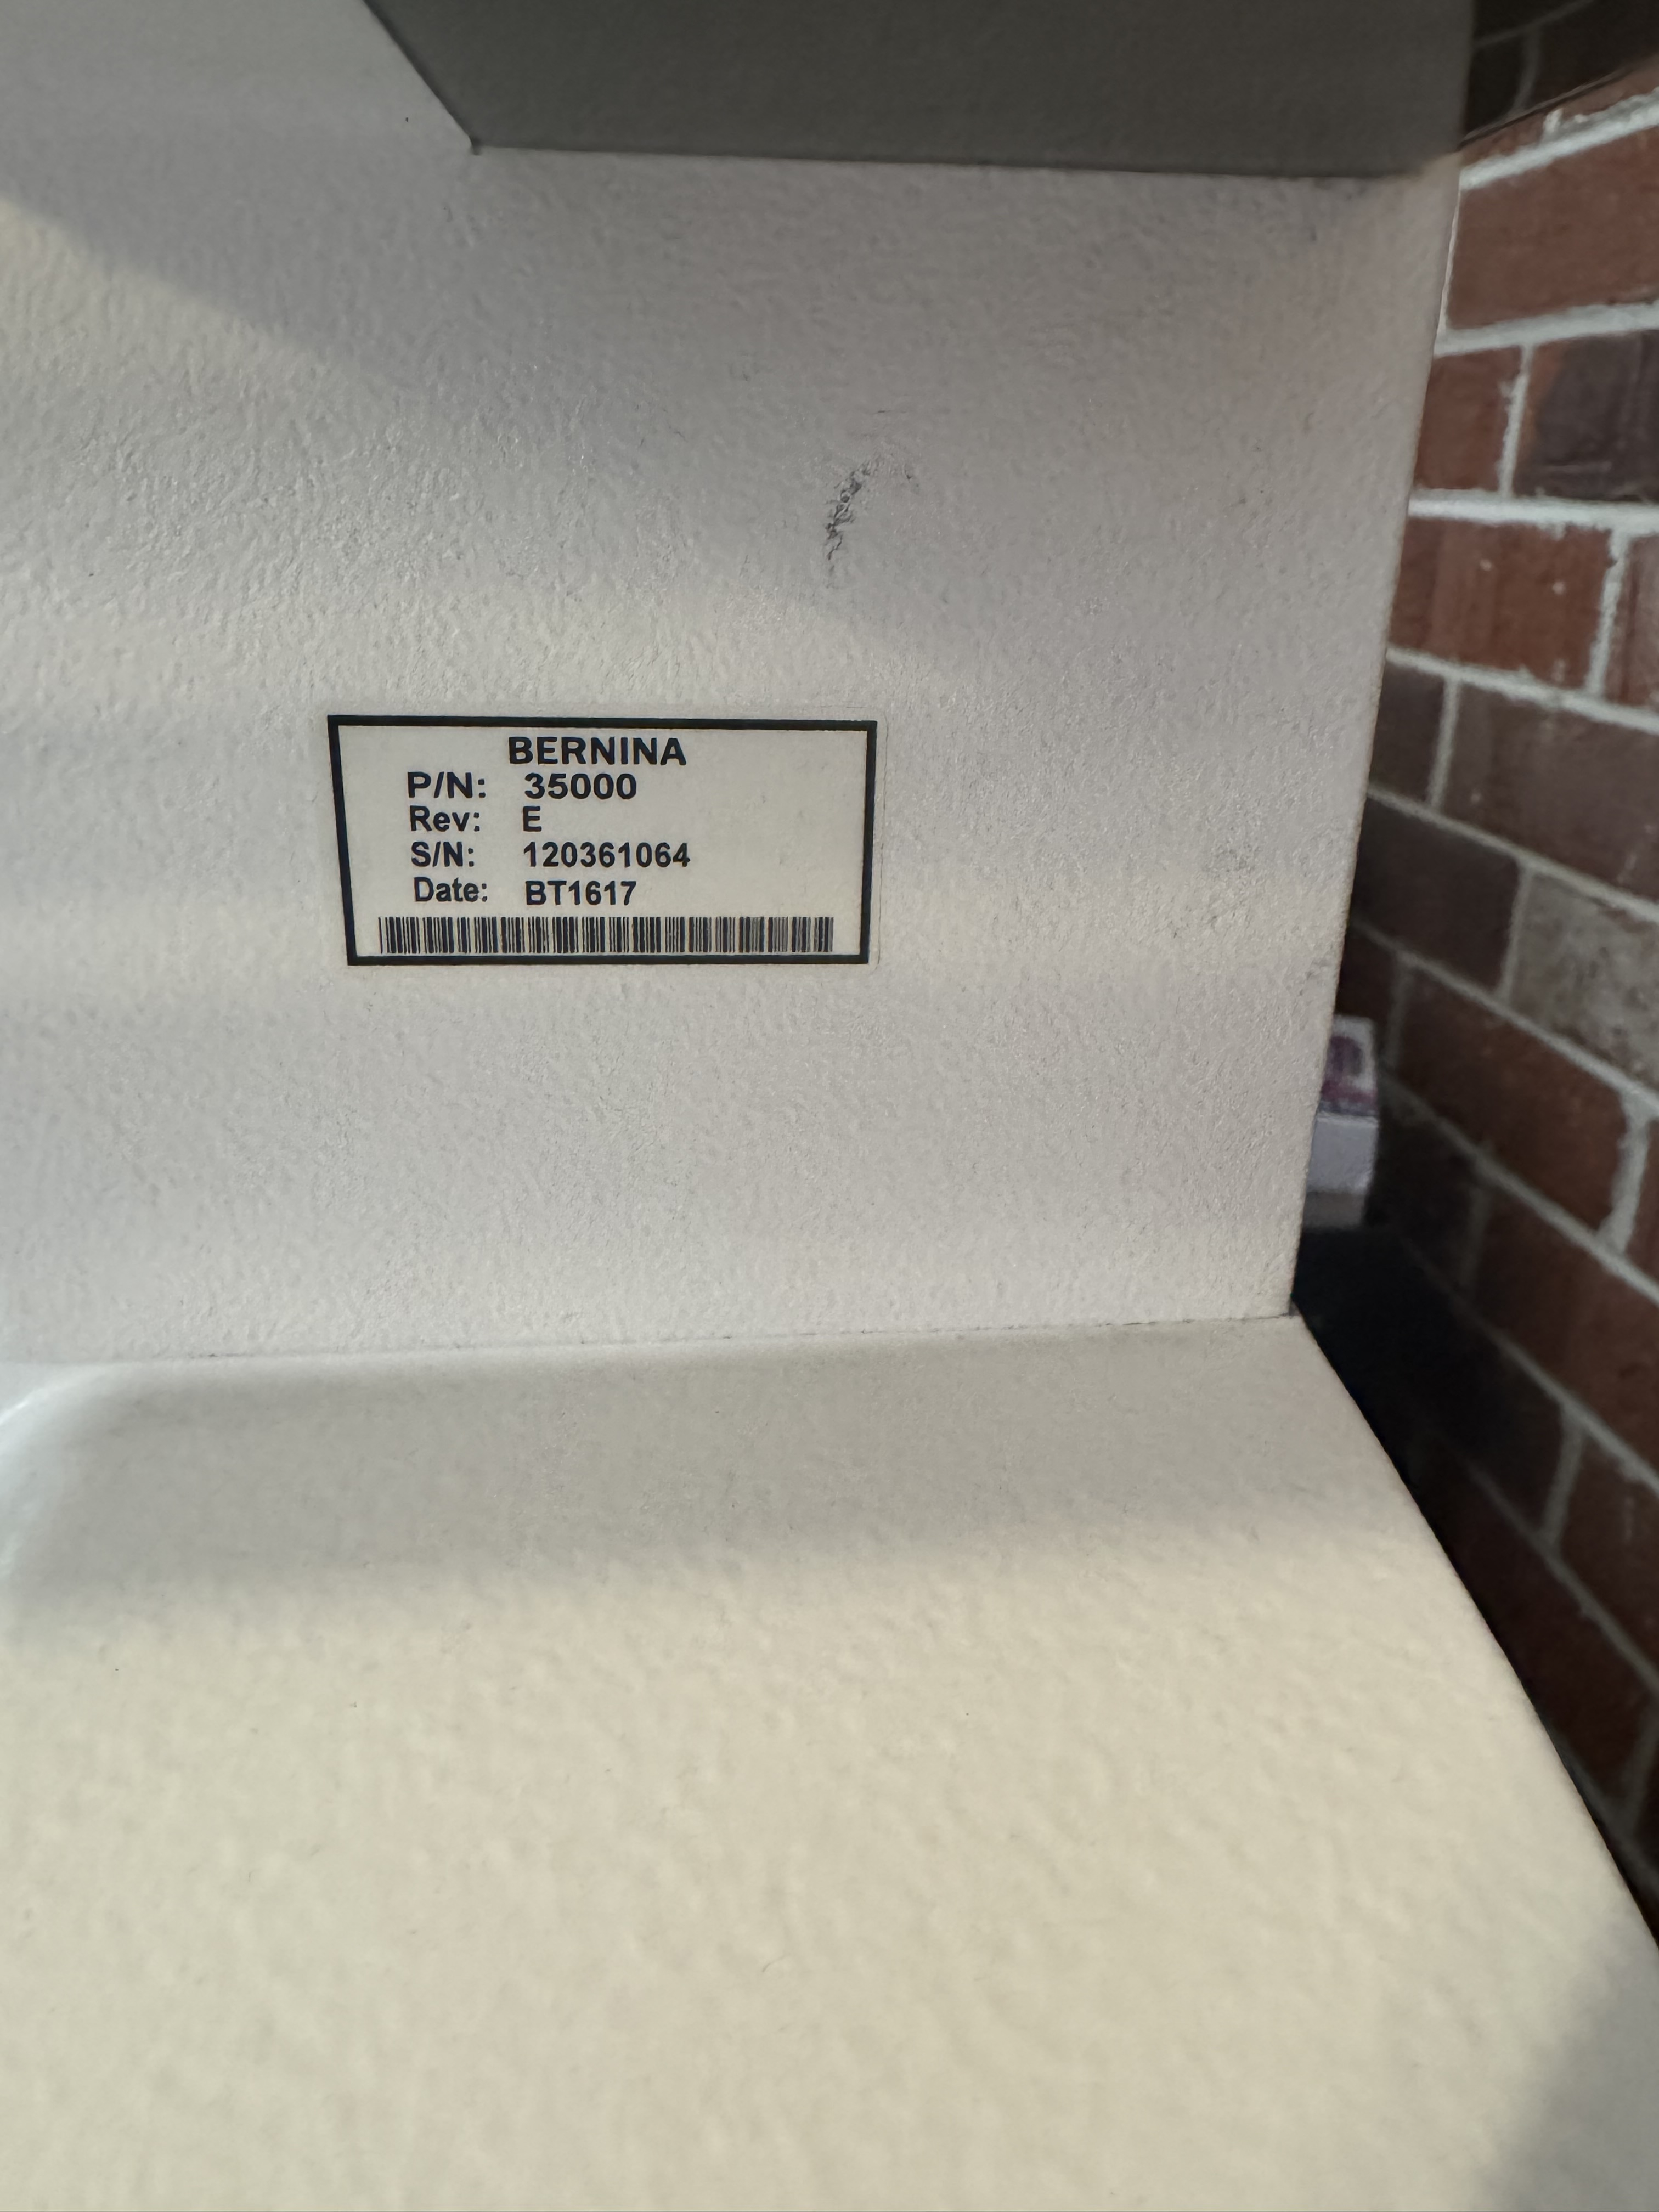 BERNINA
P/N: 35000
Rev: E
S/N: 120361064
Date: BT1617